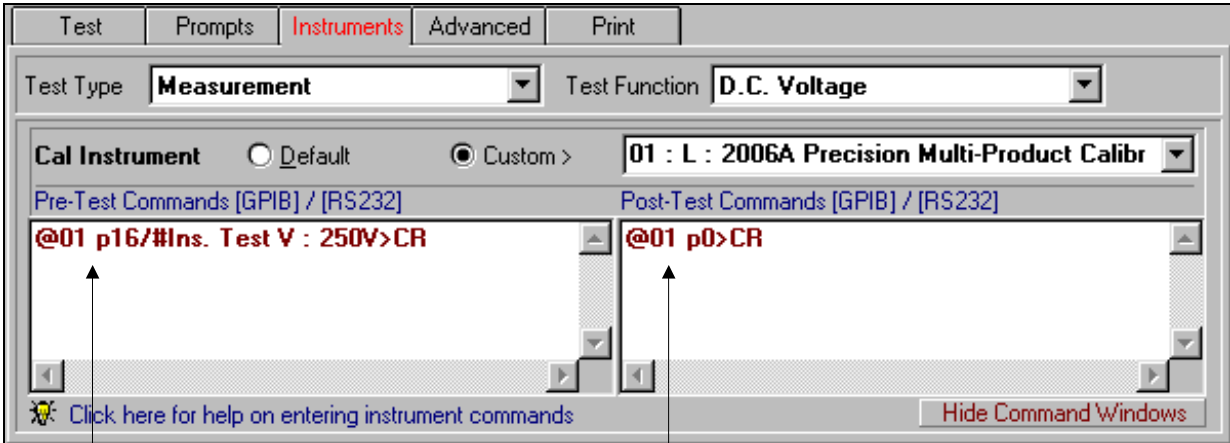 Test Prompts Instruments Advanced Print
Test Type Measurement Test Function D.C. Voltage
Cal Instrument Default Custom > 01 : L : 2006A Precision Multi-Product Calibr
Pre-Test Commands [GPIB] / [RS232] Post-Test Commands [GPIB] / [RS232]
@01 p16/#Ins. Test V : 250V>CR @01 p0>CR
Click here for help on entering instrument commands Hide Command Windows